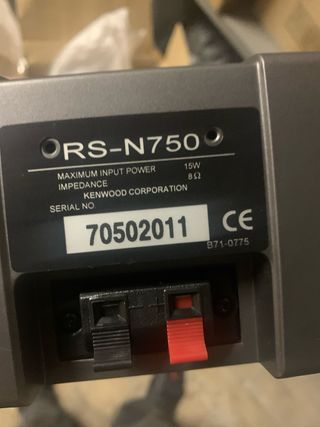 RS-N750
MAXIMUM INPUT POWER 15W
IMPEDANCE 8Ω
KENWOOD CORPORATION
SERIAL NO
70502011
CE
B71-0775